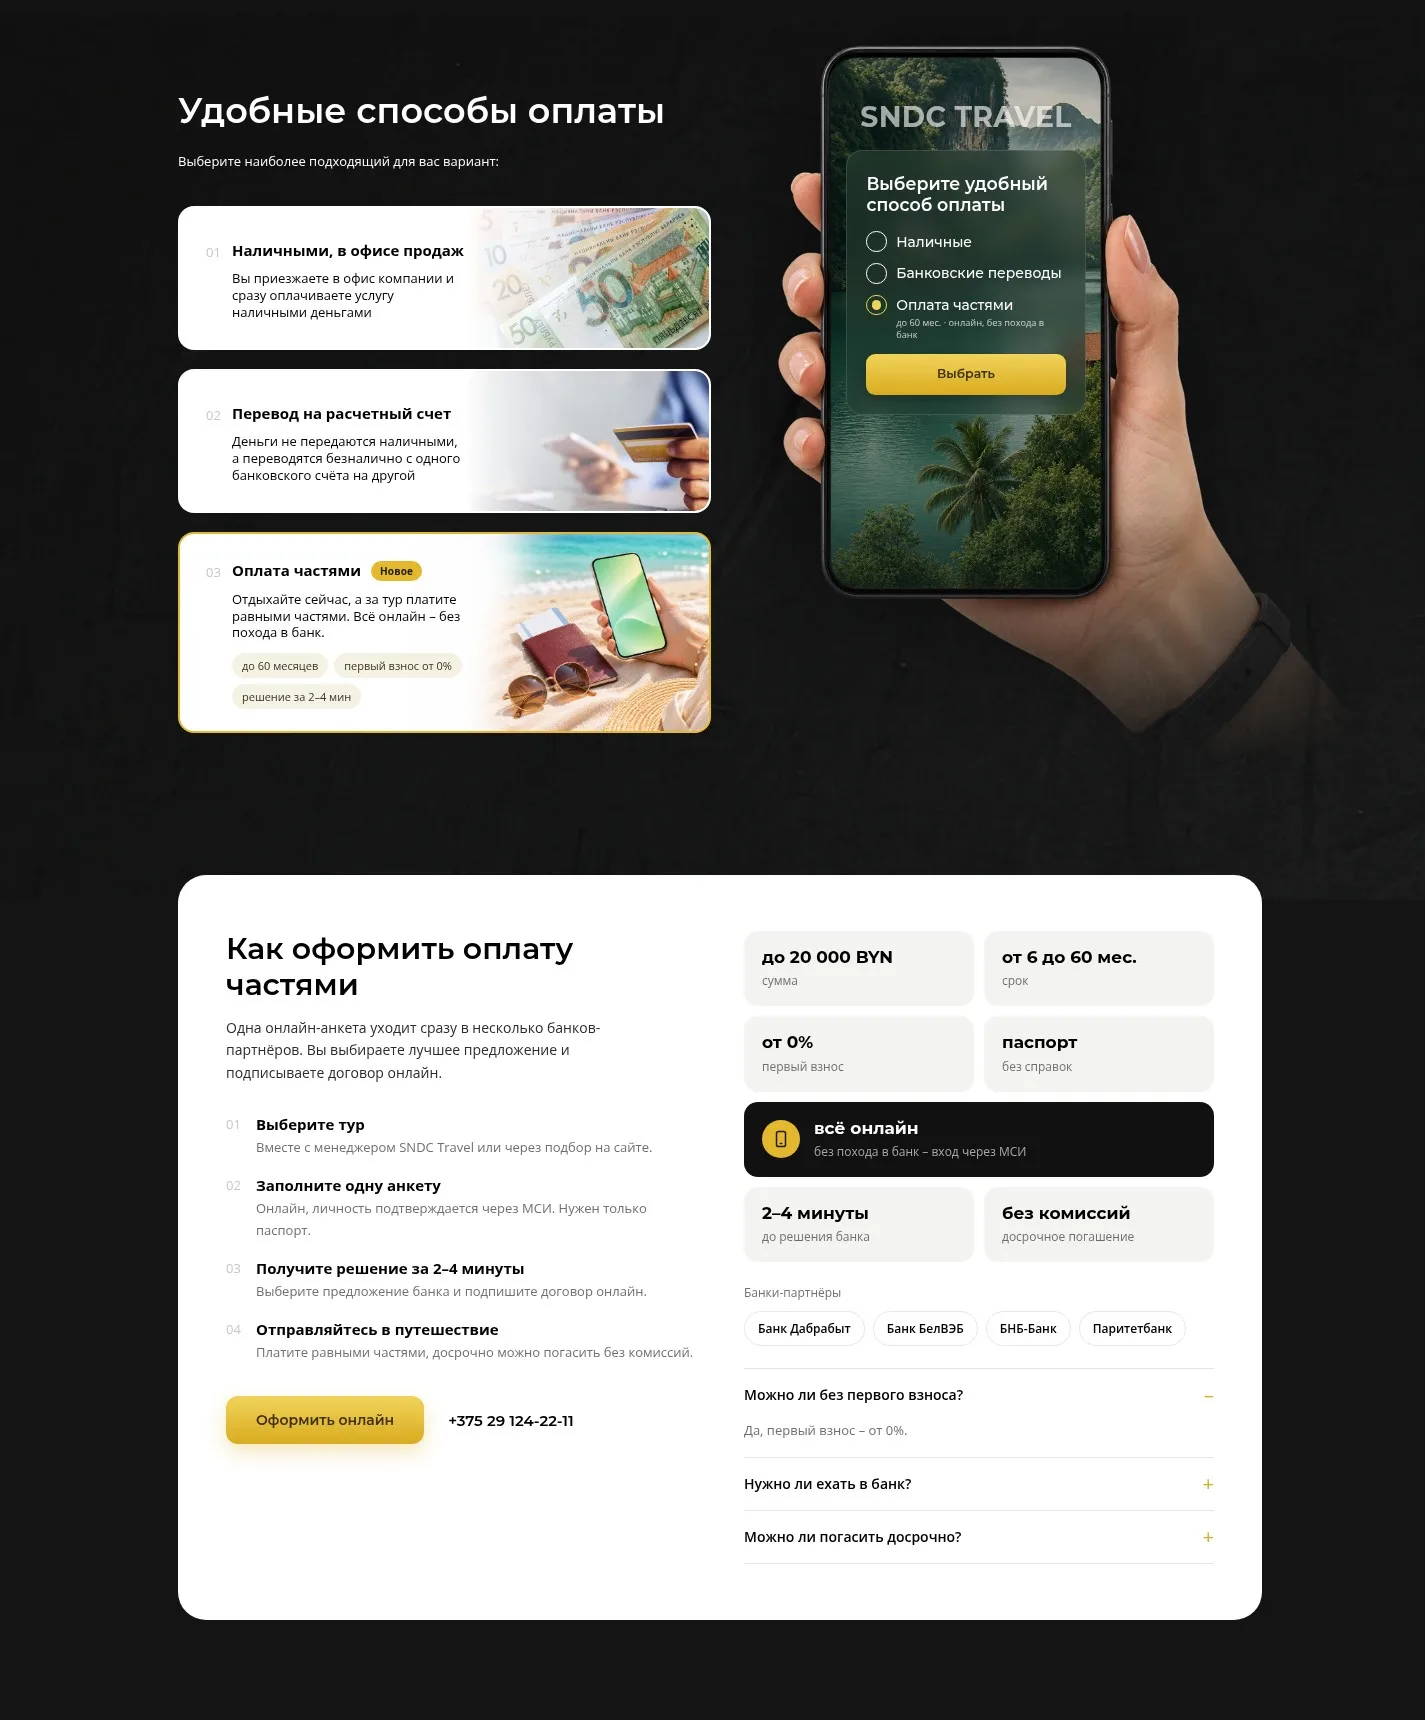 Удобные способы оплаты
Выберите наиболее подходящий для вас вариант:
01 Наличными, в офисе продаж
Вы приезжаете в офис компании и
сразу оплачиваете услугу
наличными деньгами
02 Перевод на расчетный счет
Деньги не передаются наличными,
а переводятся безналично с одного
банковского счёта на другой
03 Оплата частями Новое
Отдыхайте сейчас, а за тур платите
равными частями. Всё онлайн – без
похода в банк.
до 60 месяцев первый взнос от 0%
решение за 2–4 мин
5
10
20
50
50
SNDC TRAVEL
Выберите удобный
способ оплаты
Наличные
Банковские переводы
Оплата частями
до 60 мес. · онлайн, без похода в
банк
Выбрать
Как оформить оплату
частями
Одна онлайн-анкета уходит сразу в несколько банков-
партнёров. Вы выбираете лучшее предложение и
подписываете договор онлайн.
01 Выберите тур
Вместе с менеджером SNDC Travel или через подбор на сайте.
02 Заполните одну анкету
Онлайн, личность подтверждается через МСИ. Нужен только
паспорт.
03 Получите решение за 2–4 минуты
Выберите предложение банка и подпишите договор онлайн.
04 Отправляйтесь в путешествие
Платите равными частями, досрочно можно погасить без комиссий.
Оформить онлайн +375 29 124-22-11
до 20 000 BYN
сумма
от 6 до 60 мес.
срок
от 0%
первый взнос
паспорт
без справок
всё онлайн
без похода в банк – вход через МСИ
2–4 минуты
до решения банка
без комиссий
досрочное погашение
Банки-партнёры
Банк Дабрабыт Банк БелВЭБ БНБ-Банк Паритетбанк
Можно ли без первого взноса? –
Да, первый взнос – от 0%.
Нужно ли ехать в банк? +
Можно ли погасить досрочно? +